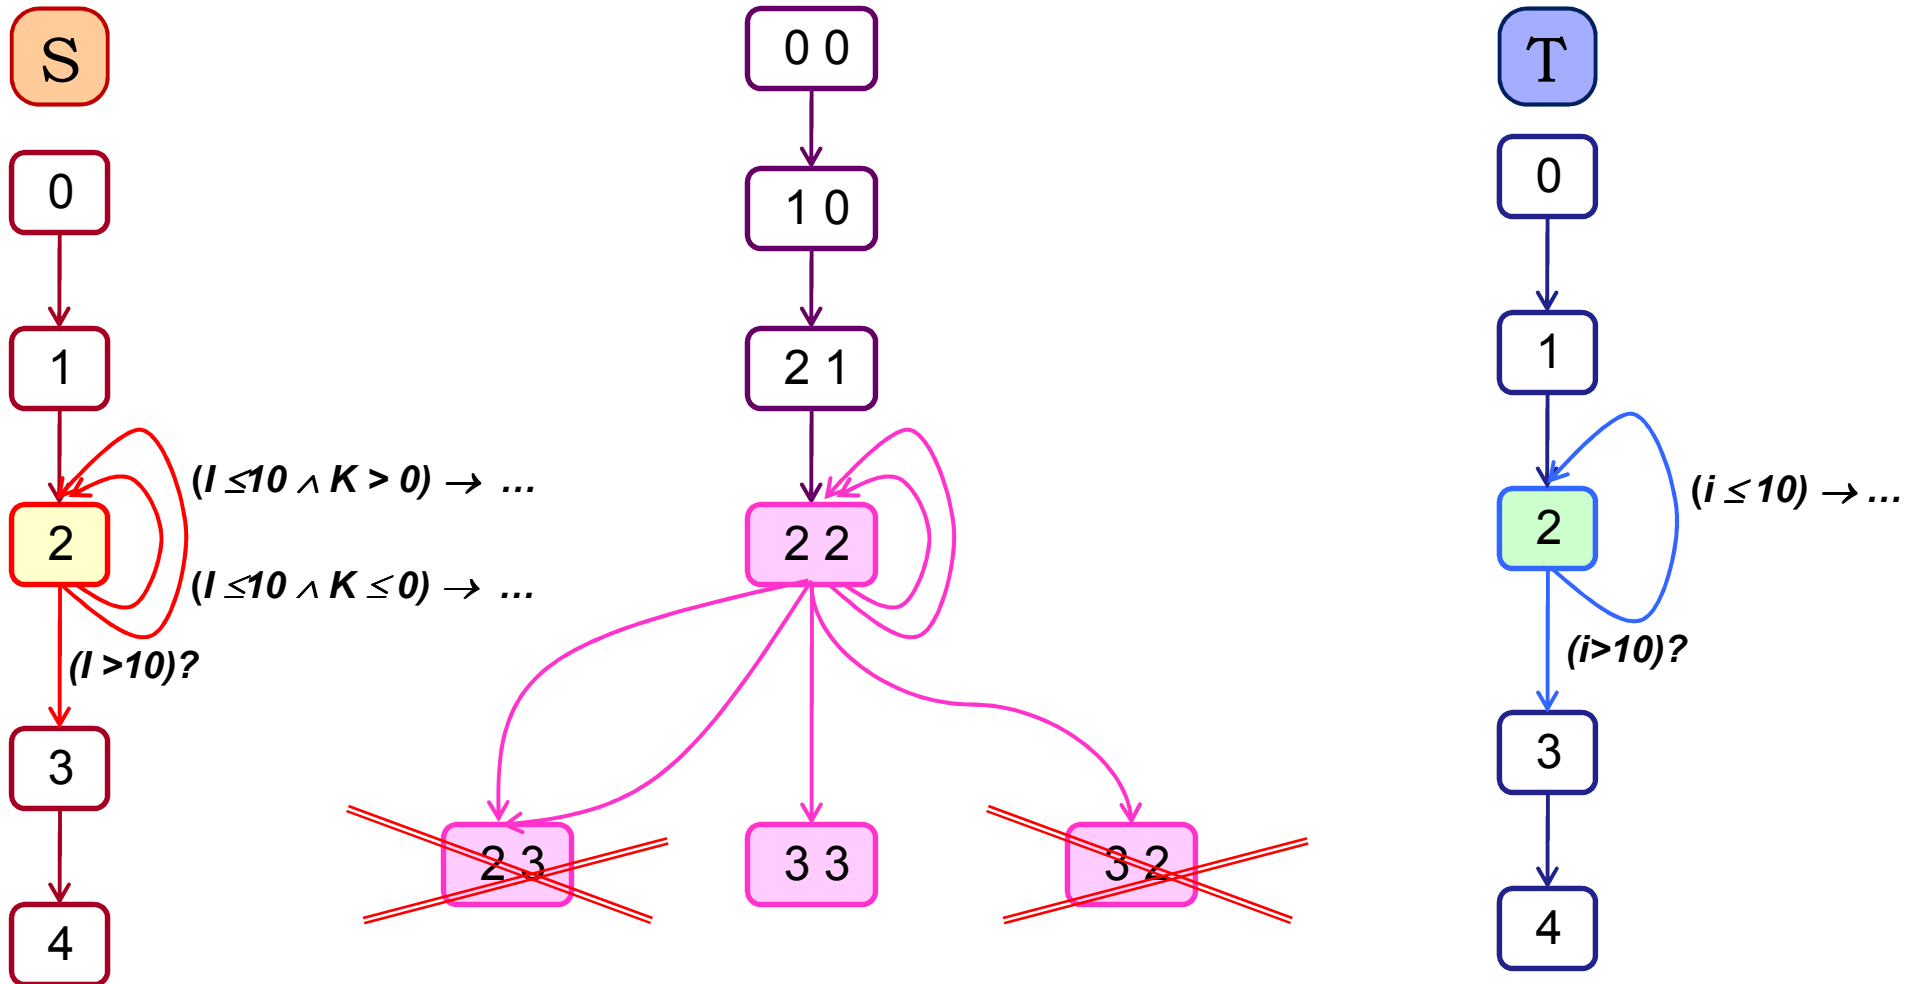 S
0 0
T
0
0
1 0
1
2 1
1
(I ≤10 ∧ K > 0) → ...
(i ≤ 10) → ...
2
2 2
2
(I ≤10 ∧ K ≤ 0) → ...
(I >10)?
(i>10)?
3
3
2 3
3 3
3 2
4
4